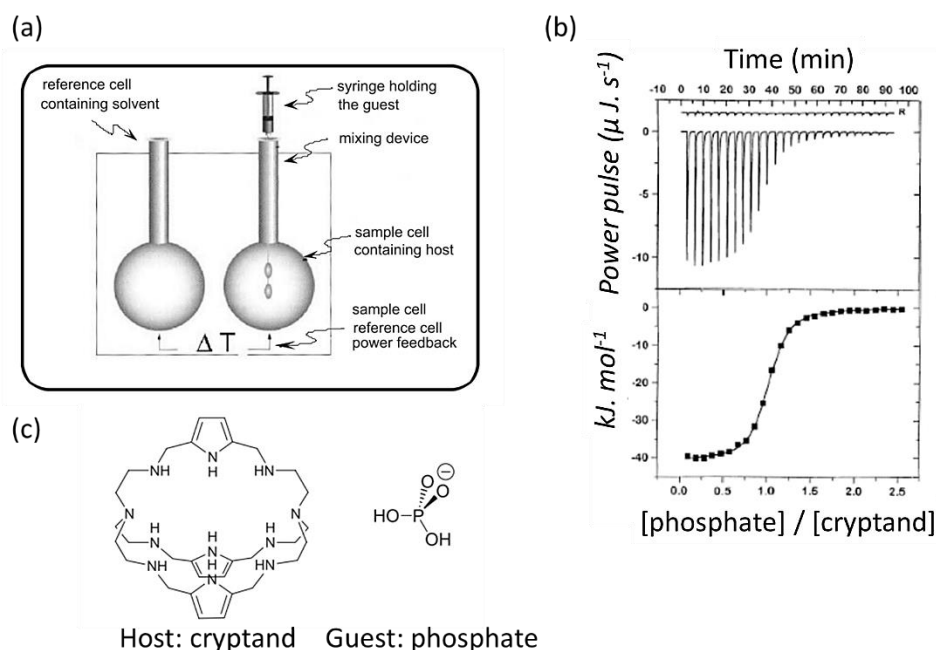 (a)
reference cell
containing solvent
syringe holding
the guest
mixing device
sample cell
containing host
sample cell
reference cell
power feedback
Δ T
(b)
Time (min)
0 10 20 30 40 50 60 70 80 90 100
R
Power pulse (μ J. s⁻¹)
0
-5
-10
kJ. mol⁻¹
0
-10
-20
-30
-40
0.0 0.5 1.0 1.5 2.0 2.5
[phosphate] / [cryptand]
(c)
N
H
NH
HN
NH
HN
N
N
H
N
H
N
H
N
H
N
N
H
NH
HN
⊖
O
O
HO
P
OH
Host: cryptand Guest: phosphate